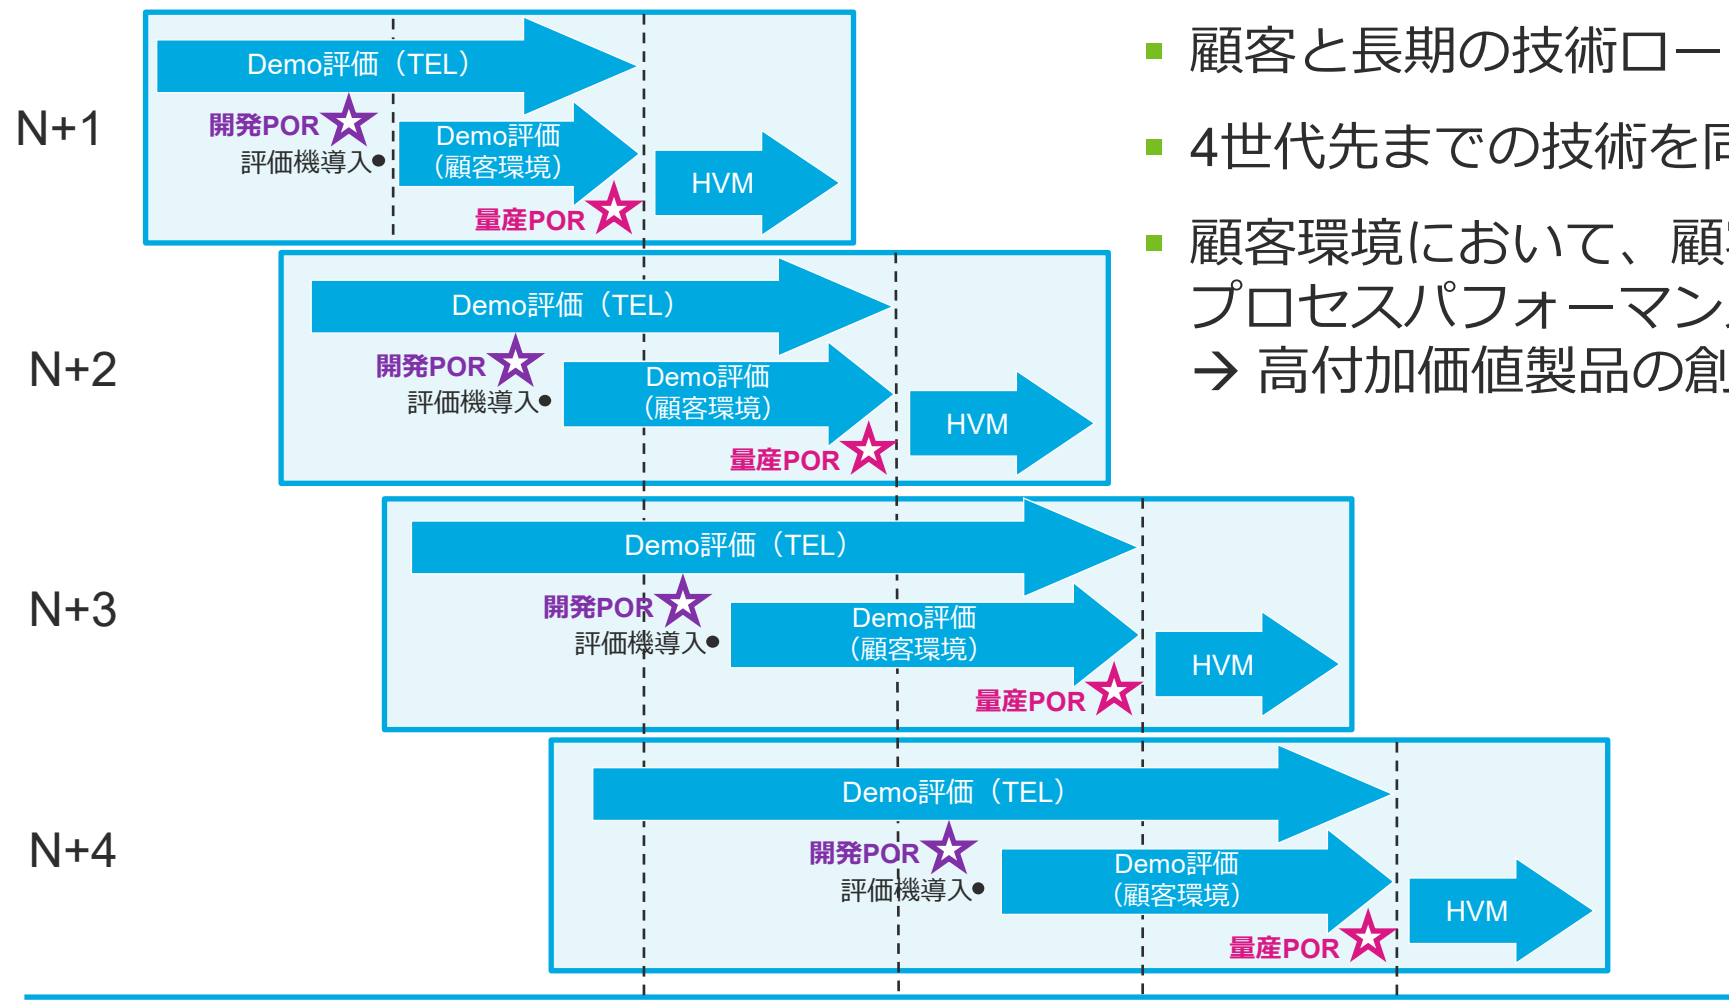 N+1
Demo評価（TEL）
開発POR
評価機導入
Demo評価
（顧客環境）
量産POR
HVM
N+2
Demo評価（TEL）
開発POR
評価機導入
Demo評価
（顧客環境）
量産POR
HVM
N+3
Demo評価（TEL）
開発POR
評価機導入
Demo評価
（顧客環境）
量産POR
HVM
N+4
Demo評価（TEL）
開発POR
評価機導入
Demo評価
（顧客環境）
量産POR
HVM
顧客と長期の技術ロー
4世代先までの技術を
顧客環境において、顧
プロセスパフォーマン
→ 高付加価値製品の創